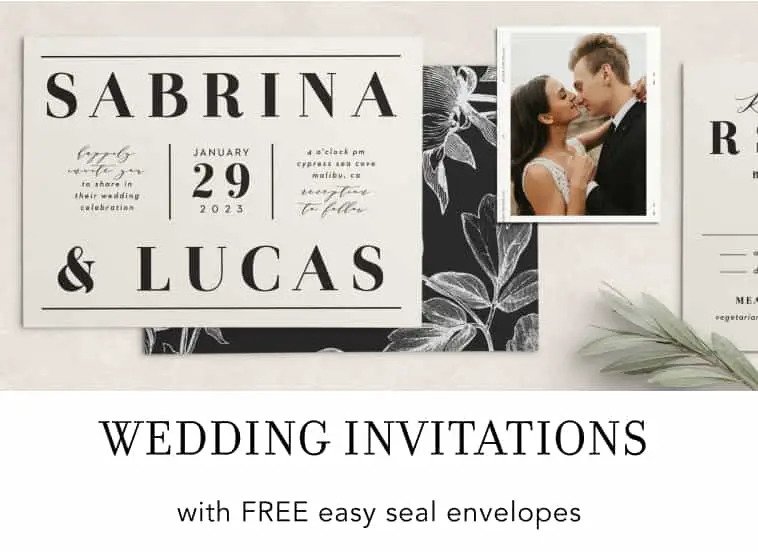 SABRINA
happily
invite you
to share in
their wedding
celebration
JANUARY
29
2023
4 o'clock pm
cypress sea cove
malibu, ca
reception
to follow
& LUCAS
R
MEA
vegetarian
WEDDING INVITATIONS
with FREE easy seal envelopes